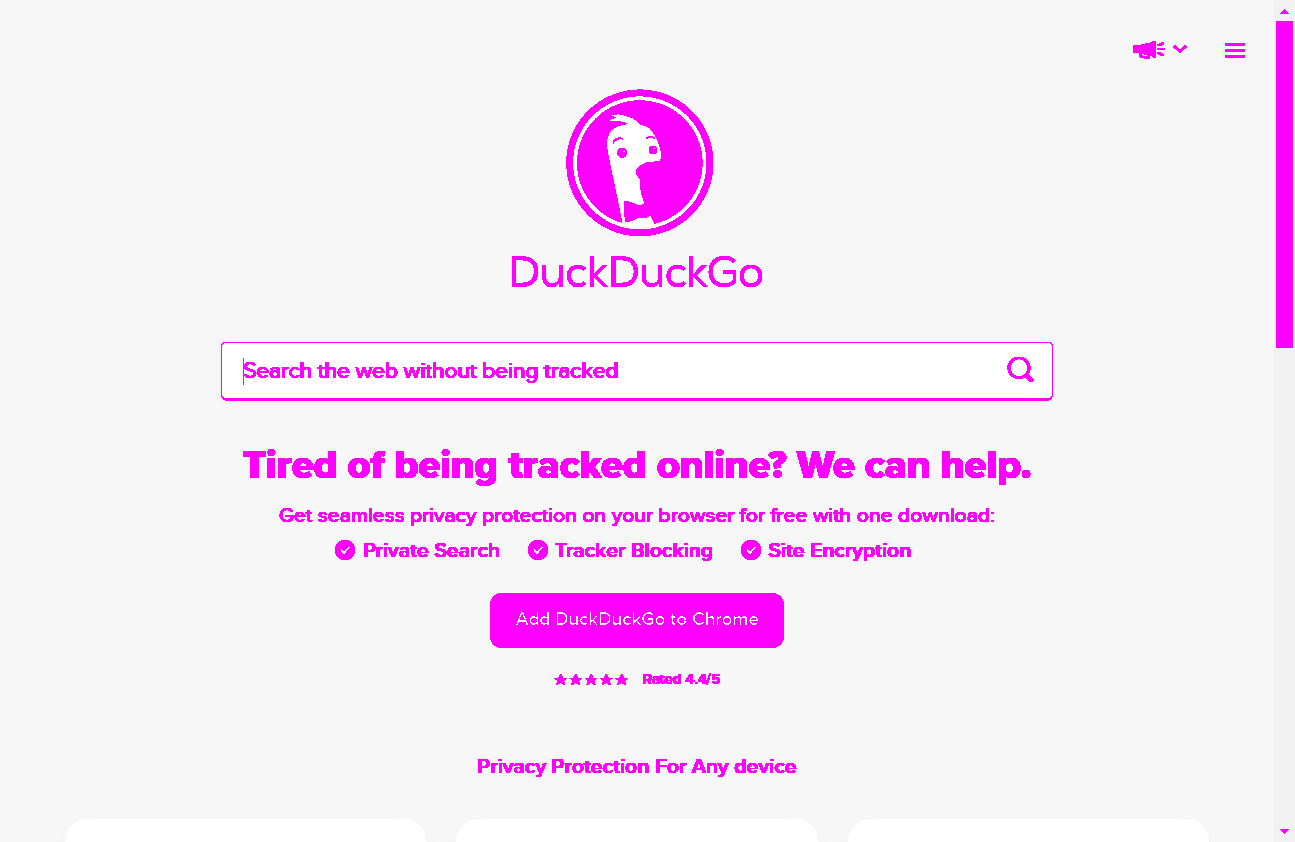 DuckDuckGo
Search the web without being tracked
Tired of being tracked online? We can help.
Get seamless privacy protection on your browser for free with one download:
Private Search Tracker Blocking Site Encryption
Add DuckDuckGo to Chrome
Rated 4.4/5
Privacy Protection For Any device